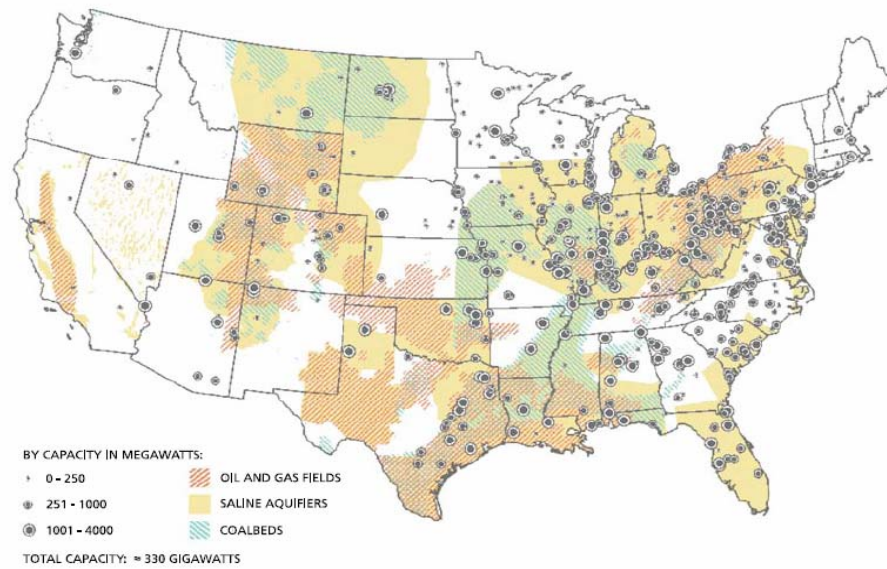 BY CAPACITY IN MEGAWATTS:
0 - 250
251 - 1000
1001 - 4000
OIL AND GAS FIELDS
SALINE AQUIFIERS
COALBEDS
TOTAL CAPACITY: ≈ 330 GIGAWATTS